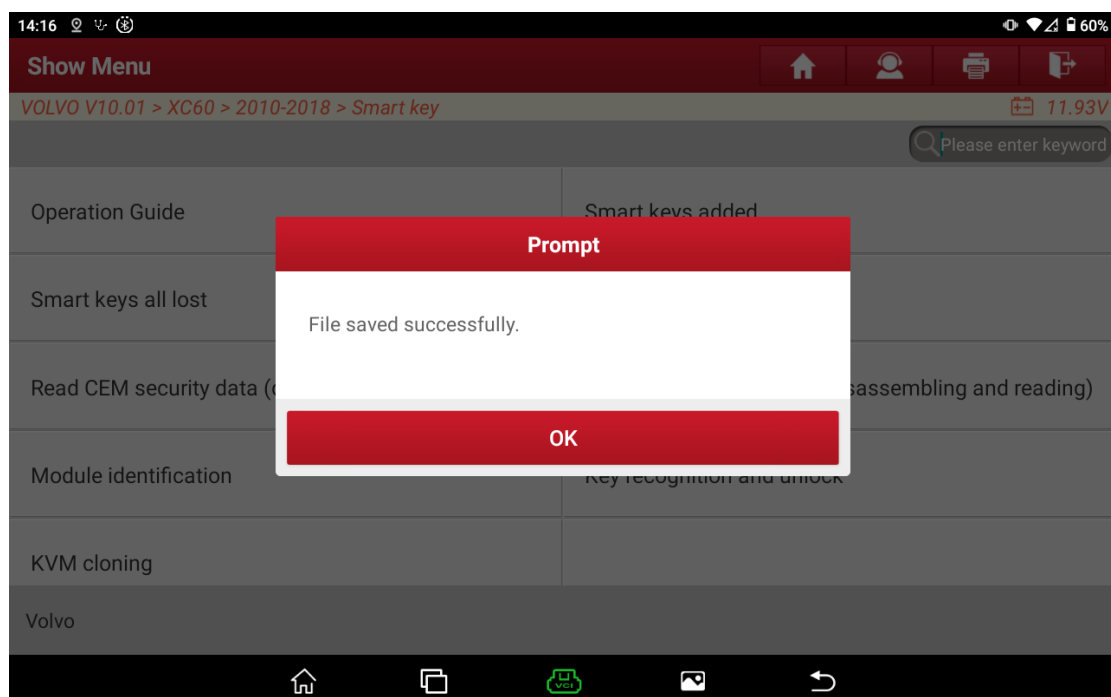 14:16
60%
Show Menu
VOLVO V10.01 > XC60 > 2010-2018 > Smart key
11.93V
Please enter keyword
Operation Guide
Smart keys added
Prompt
Smart keys all lost
File saved successfully.
Read CEM security data (
sassembling and reading)
OK
Module identification
Key recognition and unlock
KVM cloning
Volvo
VCI